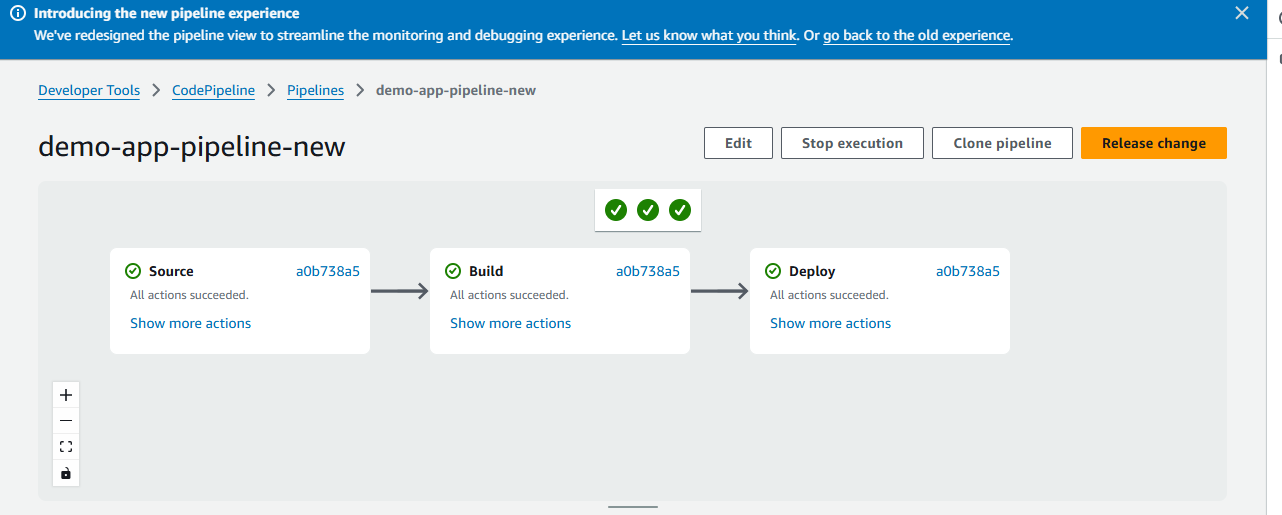 Introducing the new pipeline experience
We've redesigned the pipeline view to streamline the monitoring and debugging experience. Let us know what you think. Or go back to the old experience.
Developer Tools > CodePipeline > Pipelines > demo-app-pipeline-new
demo-app-pipeline-new
Edit
Stop execution
Clone pipeline
Release change
Source a0b738a5
All actions succeeded.
Show more actions
Build a0b738a5
All actions succeeded.
Show more actions
Deploy a0b738a5
All actions succeeded.
Show more actions